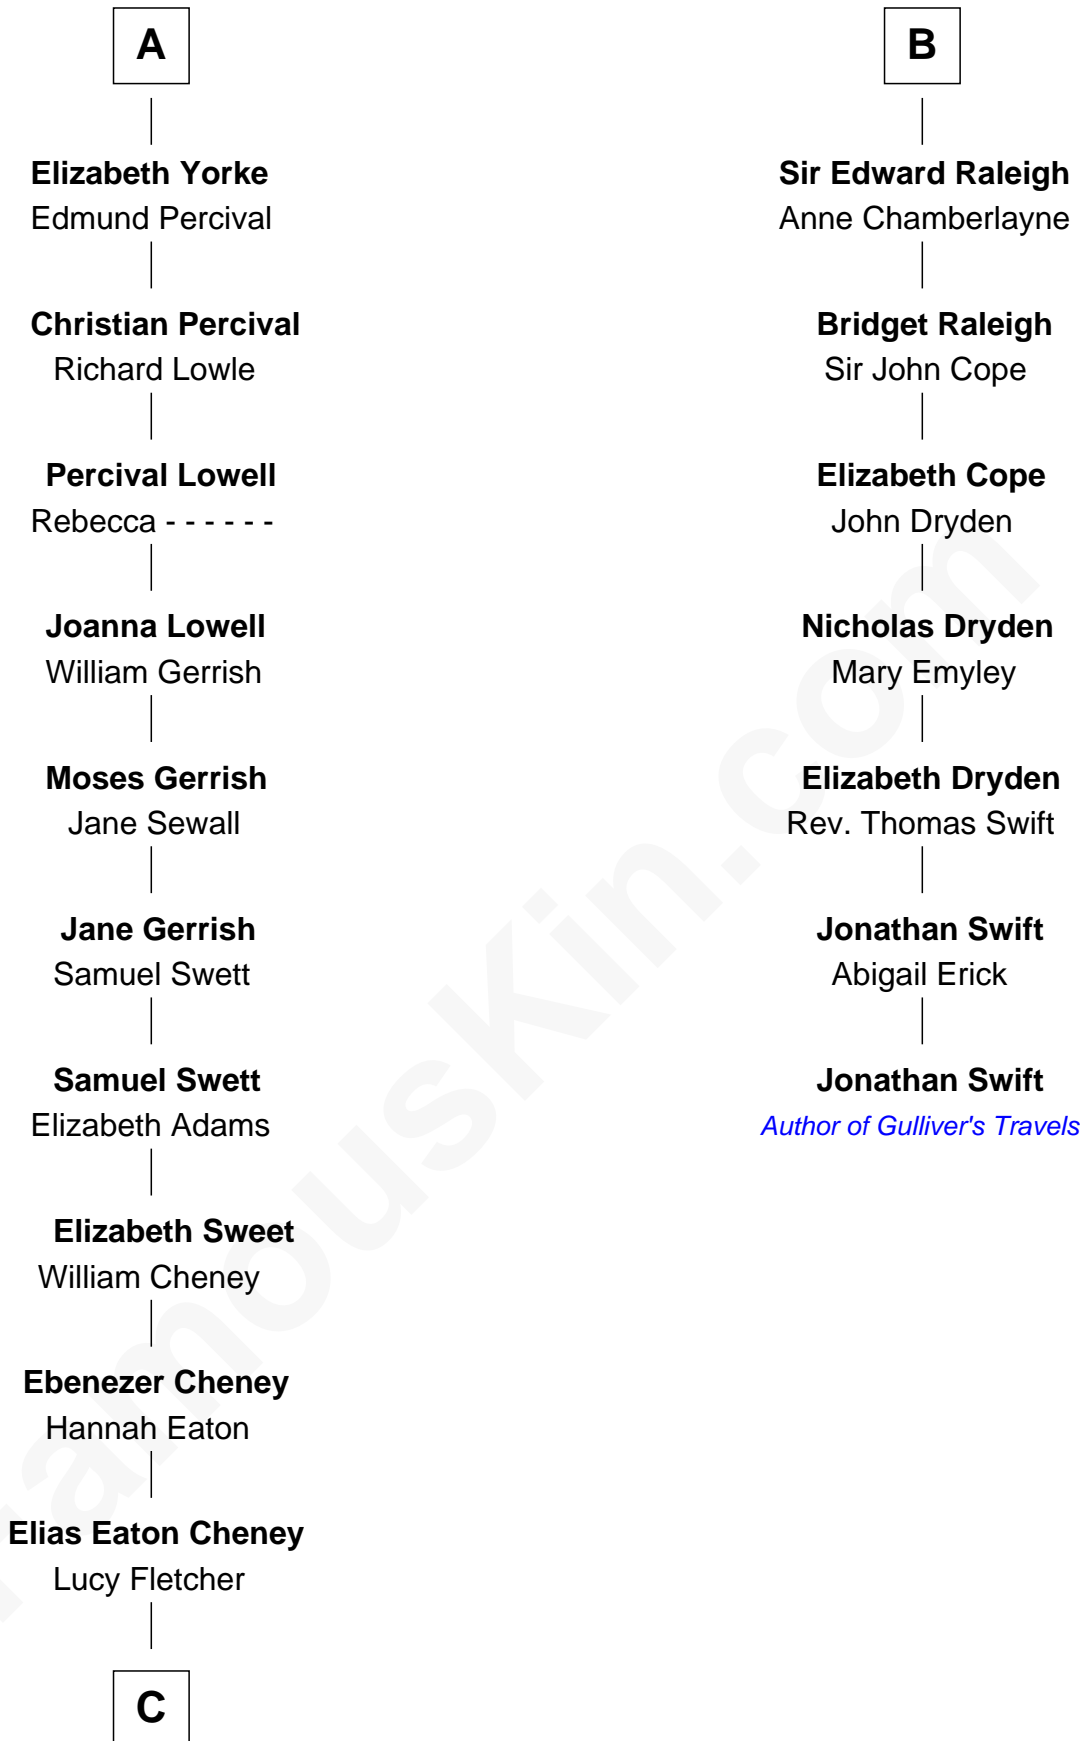 A
Elizabeth Yorke
Edmund Percival
Christian Percival
Richard Lowle
Percival Lowell
Rebecca - - - - - -
Joanna Lowell
William Gerrish
Moses Gerrish
Jane Sewall
Jane Gerrish
Samuel Swett
Samuel Swett
Elizabeth Adams
Elizabeth Sweet
William Cheney
Ebenezer Cheney
Hannah Eaton
Elias Eaton Cheney
Lucy Fletcher
C
B
Sir Edward Raleigh
Anne Chamberlayne
Bridget Raleigh
Sir John Cope
Elizabeth Cope
John Dryden
Nicholas Dryden
Mary Emyley
Elizabeth Dryden
Rev. Thomas Swift
Jonathan Swift
Abigail Erick
Jonathan Swift
Author of Gulliver's Travels
FamousKin.com